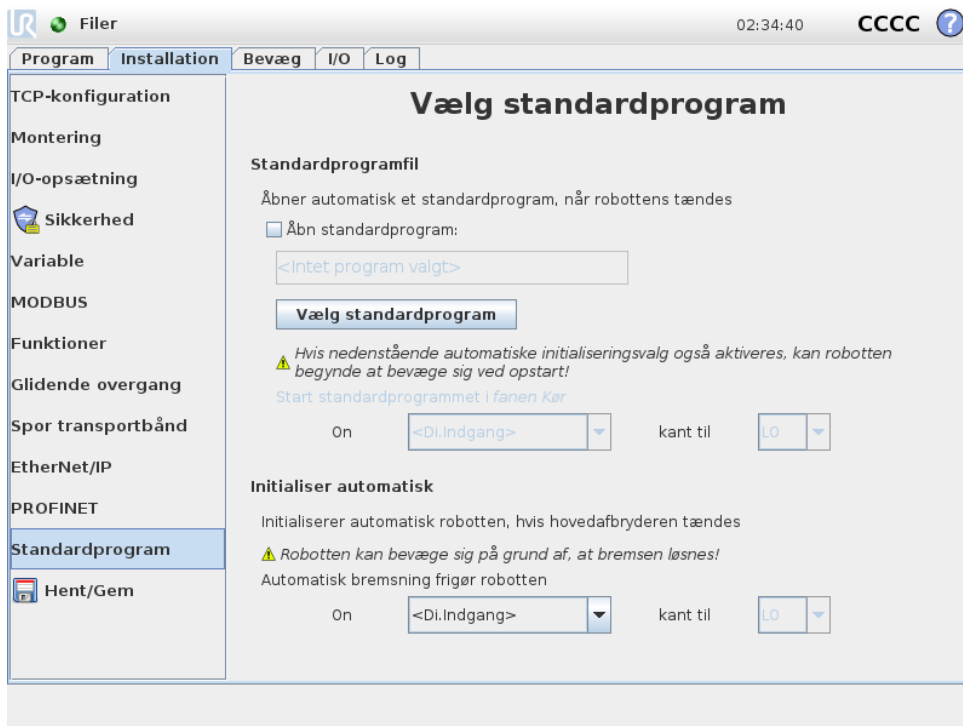 UR Filer 02:34:40 CCCC ?
Program Installation Bevæg I/O Log
TCP-konfiguration
Montering
I/O-opsætning
Sikkerhed
Variable
MODBUS
Funktioner
Glidende overgang
Spor transportbånd
EtherNet/IP
PROFINET
Standardprogram
Hent/Gem
Vælg standardprogram
Standardprogramfil
Åbner automatisk et standardprogram, når robottens tændes
Åbn standardprogram:
<Intet program valgt>
Vælg standardprogram
Hvis nedenstående automatiske initialiseringsvalg også aktiveres, kan robotten
begynde at bevæge sig ved opstart!
Start standardprogrammet i fanen Kør
On <Di.Indgang> kant til LO
Initialiser automatisk
Initialiserer automatisk robotten, hvis hovedafbryderen tændes
Robotten kan bevæge sig på grund af, at bremsen løsnes!
Automatisk bremsning frigør robotten
On <Di.Indgang> kant til LO